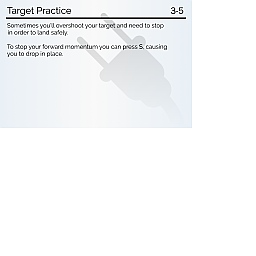 Target Practice 3-5
Sometimes you'll overshoot your target and need to stop
in order to land safely.
To stop your forward momentum you can press S, causing
you to drop in place.